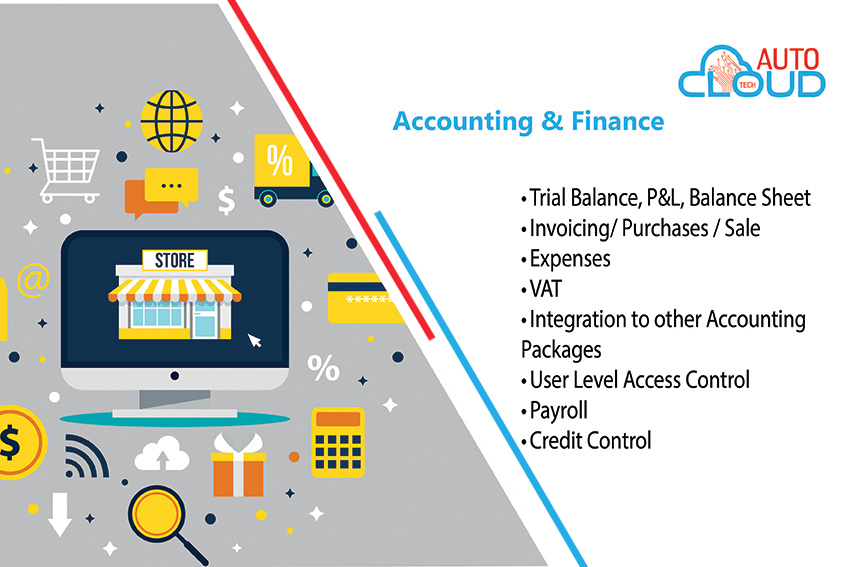 AUTO
CLOUD
TECH
Accounting & Finance
• Trial Balance, P&L, Balance Sheet
• Invoicing/ Purchases / Sale
• Expenses
• VAT
• Integration to other Accounting
Packages
• User Level Access Control
• Payroll
• Credit Control
%
$
STORE
@
******
%
$